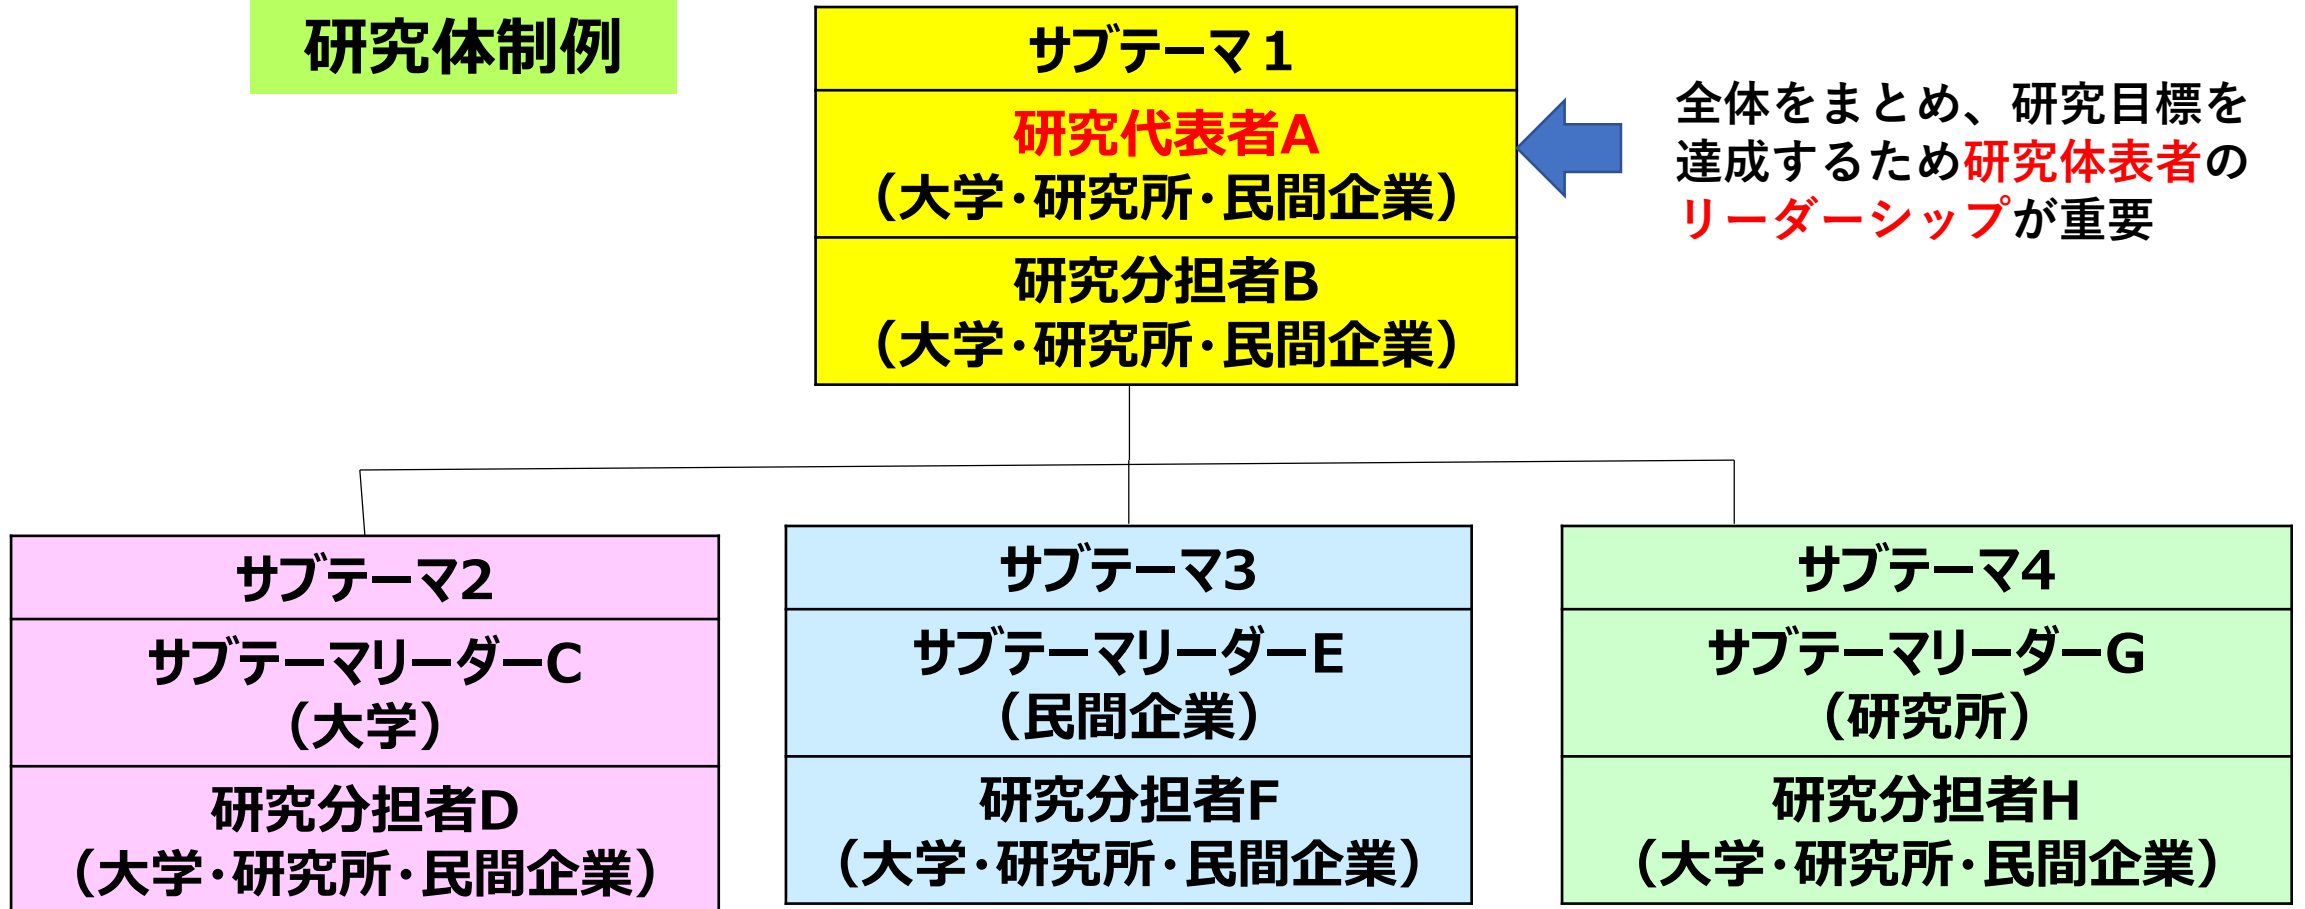 研究体制例
サブテーマ１
研究代表者A
（大学・研究所・民間企業）
研究分担者B
（大学・研究所・民間企業）
全体をまとめ、研究目標を
達成するため研究体表者の
リーダーシップが重要
サブテーマ2
サブテーマリーダーC
（大学）
研究分担者D
（大学・研究所・民間企業）
サブテーマ3
サブテーマリーダーE
（民間企業）
研究分担者F
（大学・研究所・民間企業）
サブテーマ4
サブテーマリーダーG
（研究所）
研究分担者H
（大学・研究所・民間企業）